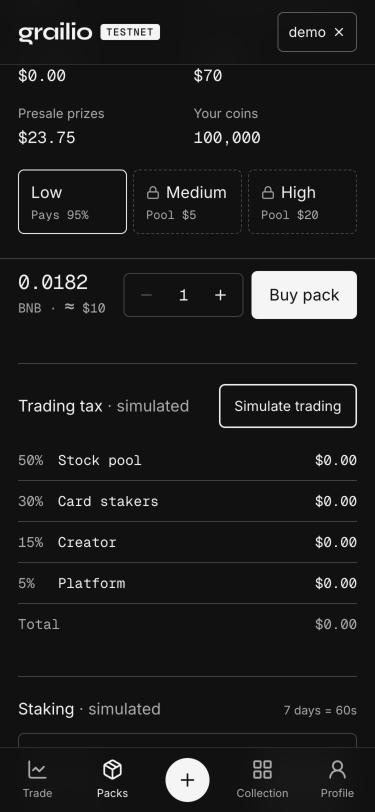 grailio TESTNET demo ×
$0.00 $70
Presale prizes Your coins
$23.75 100,000
Low Medium High
Pays 95% Pool $5 Pool $20
0.0182
BNB · ≈ $10 − 1 + Buy pack
Trading tax · simulated Simulate trading
50% Stock pool $0.00
30% Card stakers $0.00
15% Creator $0.00
5% Platform $0.00
Total $0.00
Staking · simulated 7 days = 60s
Trade Packs + Collection Profile